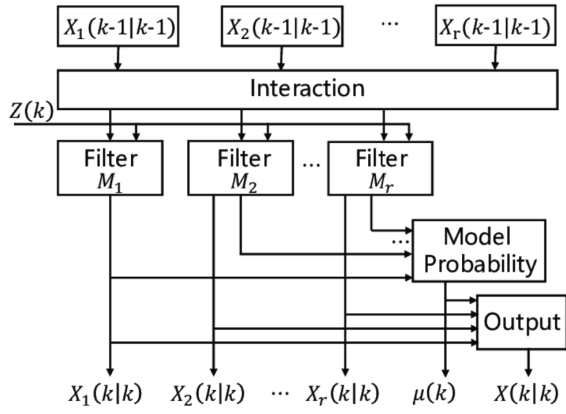 X₁(k-1|k-1) X₂(k-1|k-1) ... Xᵣ(k-1|k-1)
Interaction
Z(k)
Filter M₁
Filter M₂
...
Filter Mᵣ
...
Model
Probability
Output
X₁(k|k) X₂(k|k) ... Xᵣ(k|k) μ(k) X(k|k)